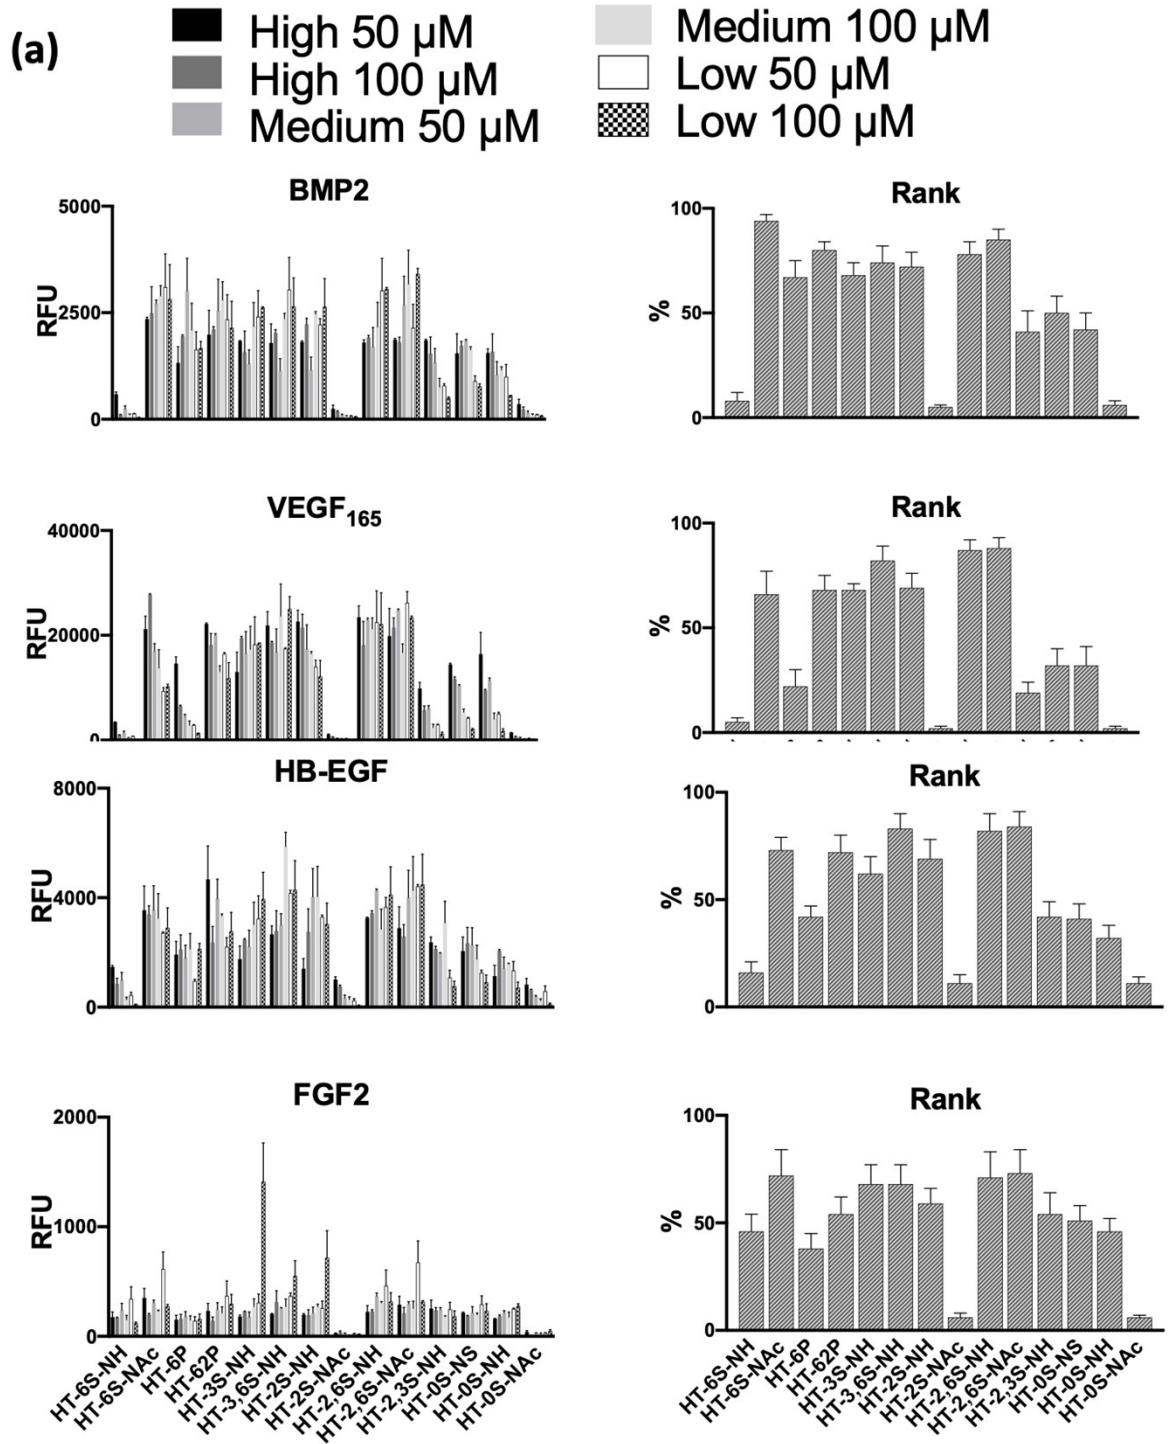 (a)
High 50 µM
High 100 µM
Medium 50 µM
Medium 100 µM
Low 50 µM
Low 100 µM
BMP2
RFU
5000
2500
0
Rank
%
100
50
0
VEGF165
RFU
40000
20000
0
Rank
%
100
50
0
HB-EGF
RFU
8000
4000
0
Rank
%
100
50
0
FGF2
RFU
2000
1000
0
HT-6S-NH
HT-6S-NAc
HT-6P
HT-62P
HT-3S-NH
HT-3,6S-NH
HT-2S-NH
HT-2S-NAc
HT-2,6S-NH
HT-2,6S-NAc
HT-2,3S-NH
HT-0S-NS
HT-0S-NH
HT-0S-NAc
Rank
%
100
50
0
HT-6S-NH
HT-6S-NAc
HT-6P
HT-62P
HT-3S-NH
HT-3,6S-NH
HT-2S-NH
HT-2S-NAc
HT-2,6S-NH
HT-2,6S-NAc
HT-2,3S-NH
HT-0S-NS
HT-0S-NH
HT-0S-NAc